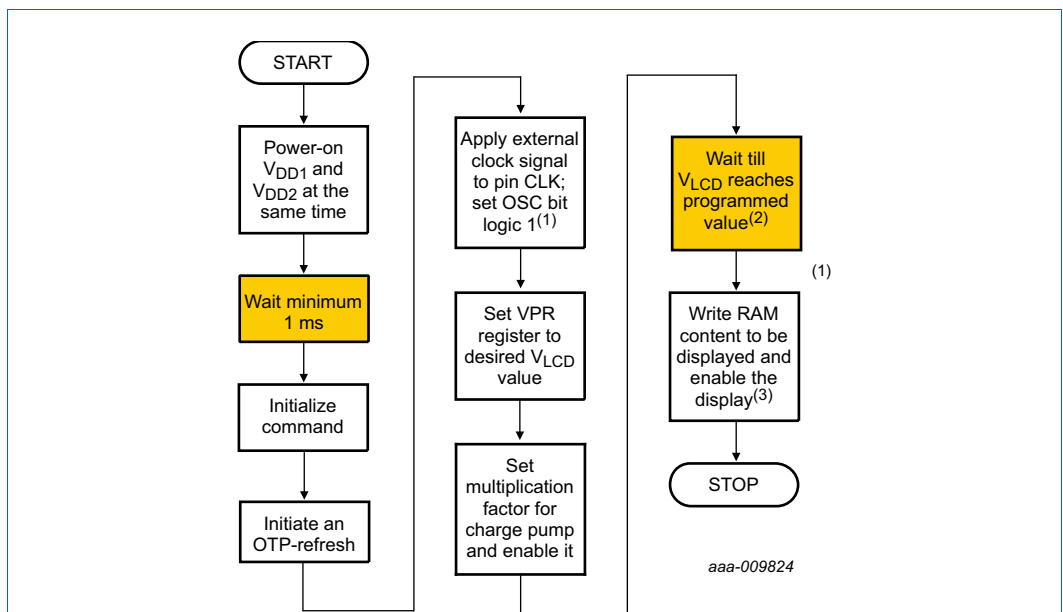 START
Power-on
VDD1 and
VDD2 at the
same time
Wait minimum
1 ms
Initialize
command
Initiate an
OTP-refresh
Apply external
clock signal
to pin CLK;
set OSC bit
logic 1(1)
Set VPR
register to
desired VLCD
value
Set
multiplication
factor for
charge pump
and enable it
Wait till
VLCD reaches
programmed
value(2)
(1)
Write RAM
content to be
displayed and
enable the
display(3)
STOP
aaa-009824